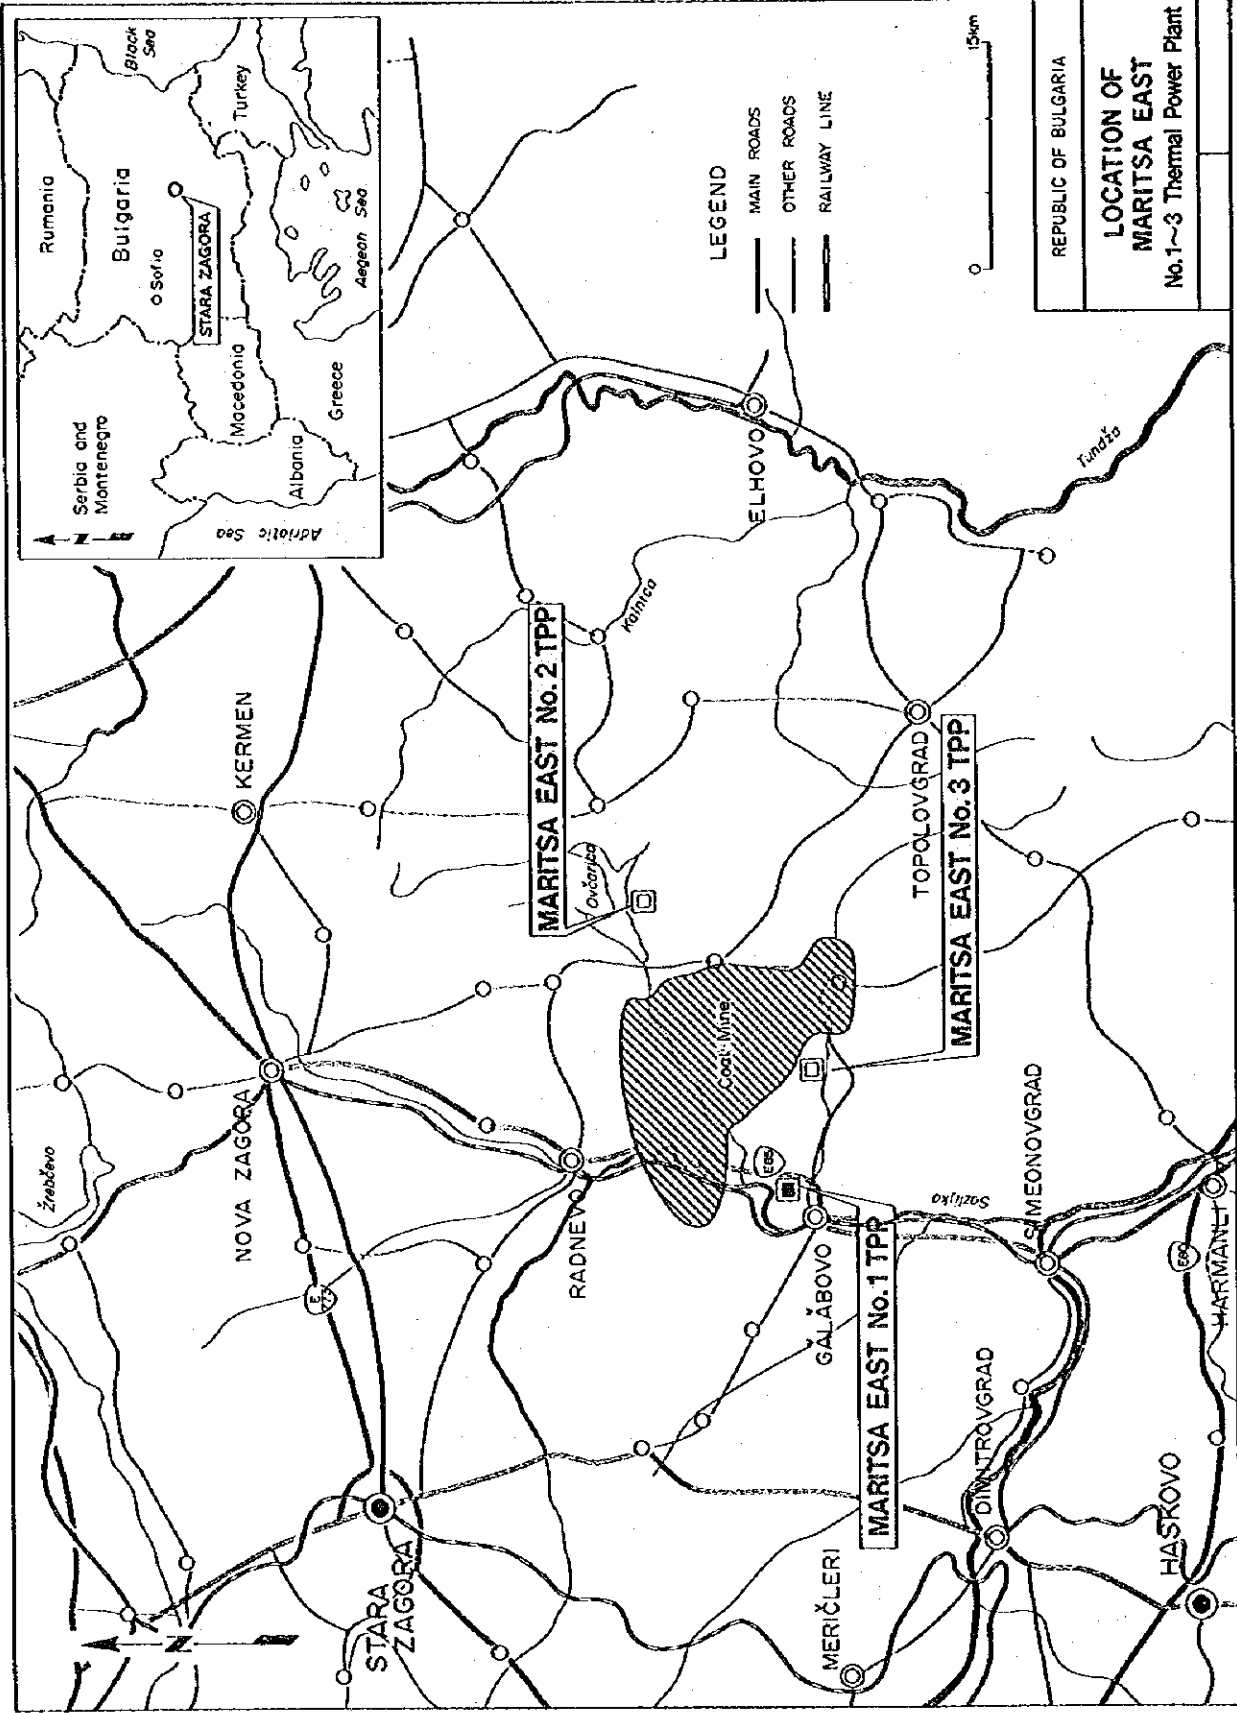 Rumania
Black
Sea
Serbia and
Montenegro
Bulgaria
Sofia
STARA ZAGORA
Turkey
Macedonia
Albania
Greece
Aegean Sea
Adriatic Sea
N
N
Žrebčevo
KERMEN
NOVA ZAGORA
STARA
ZAGORA
MARITSA EAST No. 2 TPP
Ovčarica
Kalnica
RADNEVO
Coal Mine
ELHOVO
Tundža
TOPOLOVGRAD
MARITSA EAST No. 3 TPP
GALĂBOVO
MARITSA EAST No. 1 TPP
Sazlijka
SIMEONOVGRAD
MERIČLERI
DIMITROVGRAD
HASKOVO
E80
HARMANLI
LEGEND
MAIN ROADS
OTHER ROADS
RAILWAY LINE
15km
REPUBLIC OF BULGARIA
LOCATION OF
MARITSA EAST
No.1~3 Thermal Power Plant